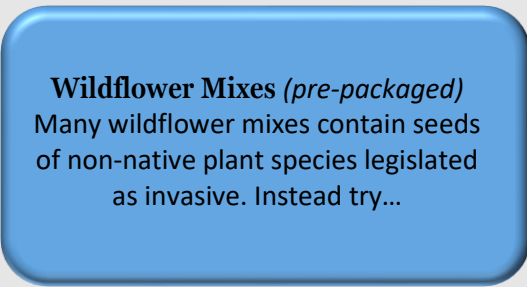 Wildflower Mixes (pre-packaged)
Many wildflower mixes contain seeds
of non-native plant species legislated
as invasive. Instead try…